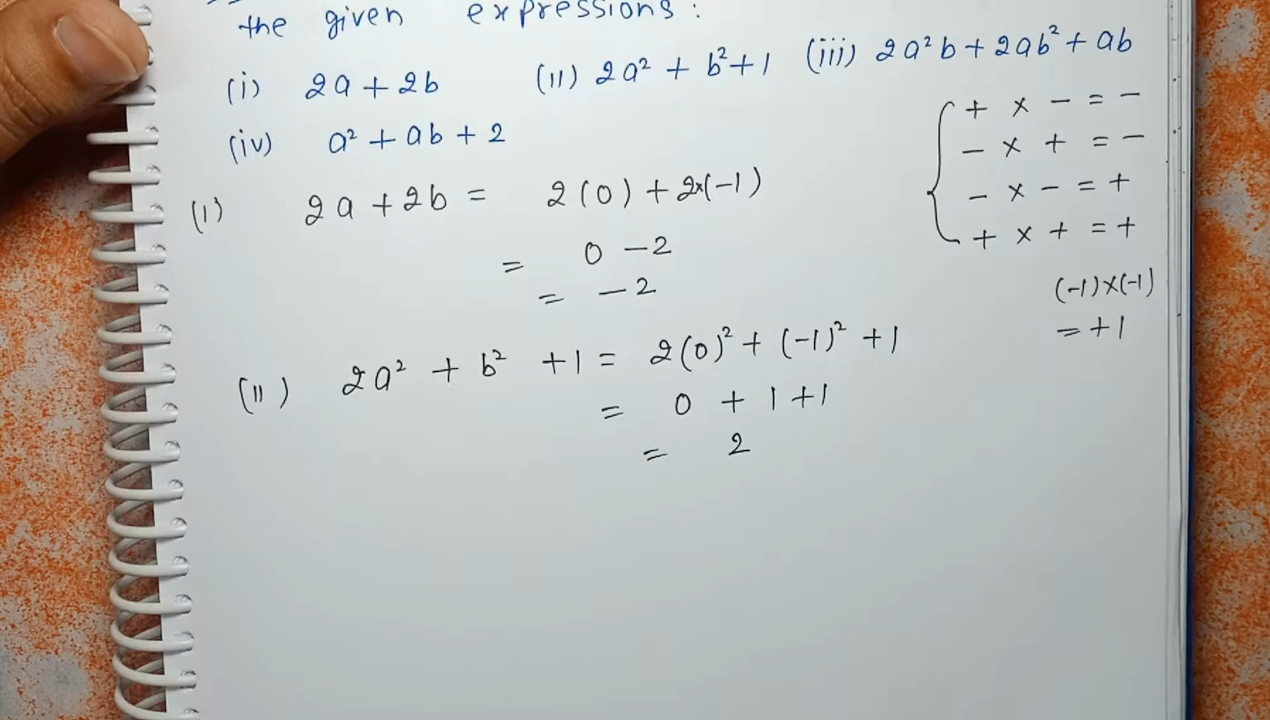 the given expressions :
(i) 2a + 2b (ii) 2a² + b² + 1 (iii) 2a²b + 2ab² + ab
(iv) a² + ab + 2
(i) 2a + 2b = 2(0) + 2×(-1)
= 0 - 2
= - 2
(ii) 2a² + b² + 1 = 2(0)² + (-1)² + 1
= 0 + 1 + 1
= 2
+ × - = -
- × + = -
- × - = +
+ × + = +
(-1)×(-1)
= +1